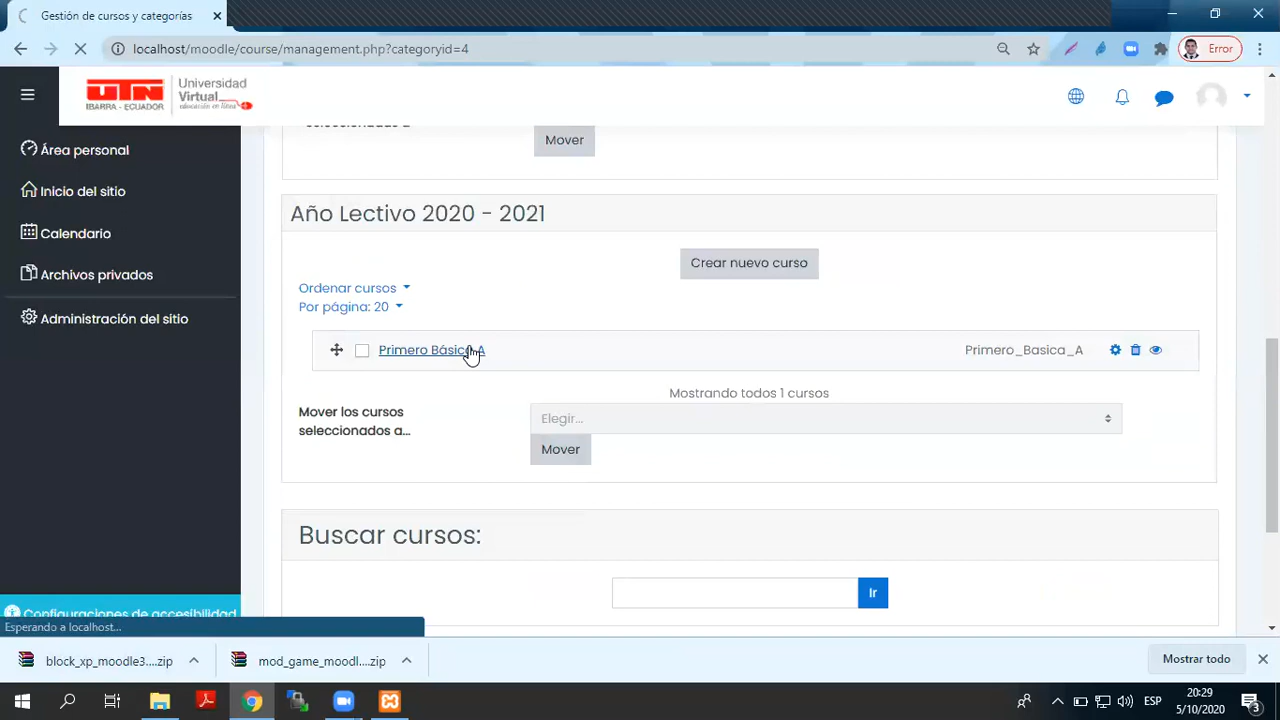 Gestión de cursos y categorías
localhost/moodle/course/management.php?categoryid=4
Error
UTN
IBARRA - ECUADOR
Universidad
Virtual
Área personal
Inicio del sitio
Calendario
Archivos privados
Administración del sitio
Configuraciones de accesibilidad
Esperando a localhost...
Mover
Año Lectivo 2020 - 2021
Crear nuevo curso
Ordenar cursos
Por página: 20
Primero Básica A
Primero_Basica_A
Mostrando todos 1 cursos
Mover los cursos
seleccionados a...
Elegir...
Mover
Buscar cursos:
Ir
block_xp_moodle3....zip
mod_game_moodl....zip
Mostrar todo
ESP
20:29
5/10/2020
3